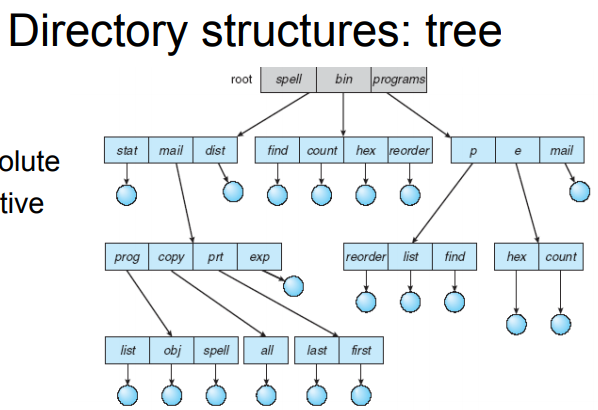 Directory structures: tree
root spell bin programs
olute
tive
stat mail dist find count hex reorder p e mail
prog copy prt exp reorder list find hex count
list obj spell all last first